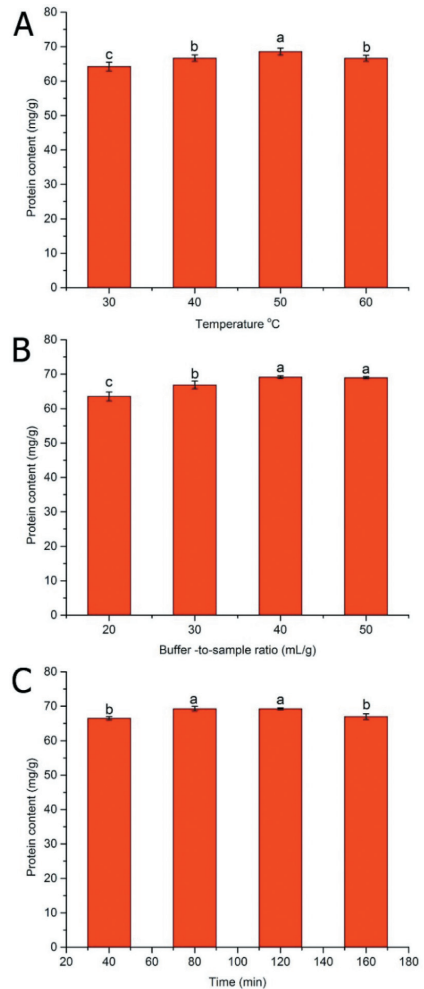 A
80
70
60
50
40
30
20
10
0
Protein content (mg/g)
c
b
a
b
30 40 50 60
Temperature °C
B
80
70
60
50
40
30
20
10
0
Protein content (mg/g)
c
b
a
a
20 30 40 50
Buffer -to-sample ratio (mL/g)
C
80
70
60
50
40
30
20
10
0
Protein content (mg/g)
b
a
a
b
20 40 60 80 100 120 140 160 180
Time (min)